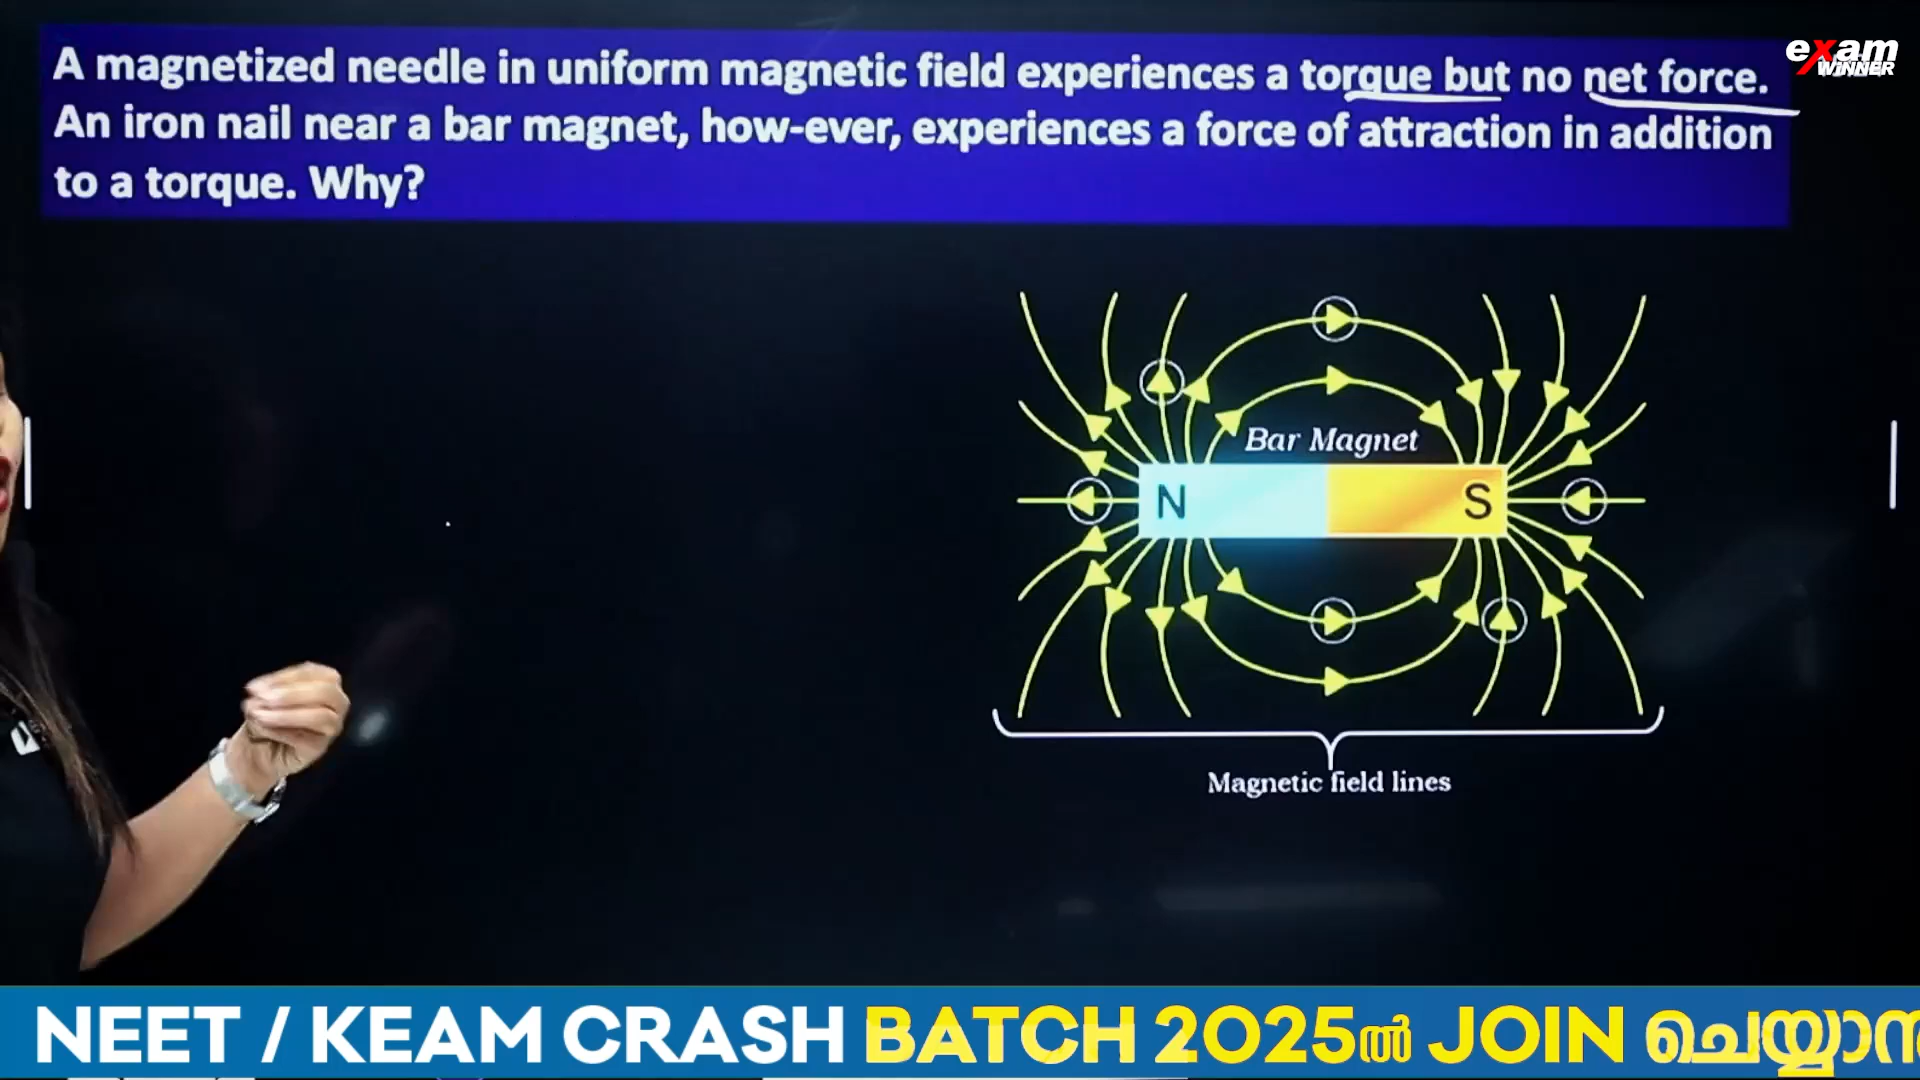 A magnetized needle in uniform magnetic field experiences a torque but no net force.
An iron nail near a bar magnet, how-ever, experiences a force of attraction in addition
to a torque. Why?
exam
WINNER
Bar Magnet
N
S
Magnetic field lines
NEET / KEAM CRASH BATCH 2025ൽ JOIN ചെയ്യാൻ